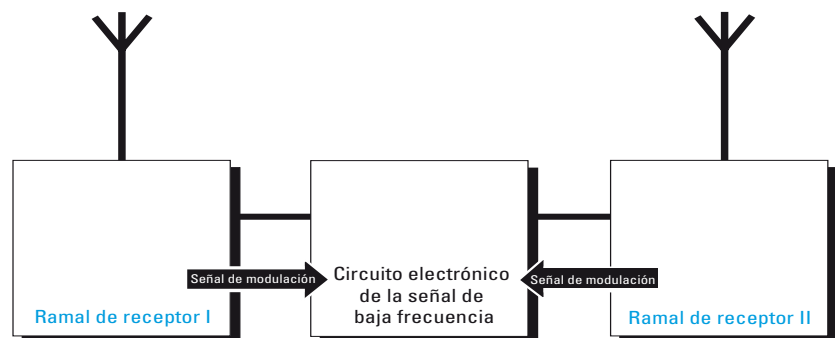 Señal de modulación
Circuito electrónico
de la señal de
baja frecuencia
Señal de modulación
Ramal de receptor I
Ramal de receptor II